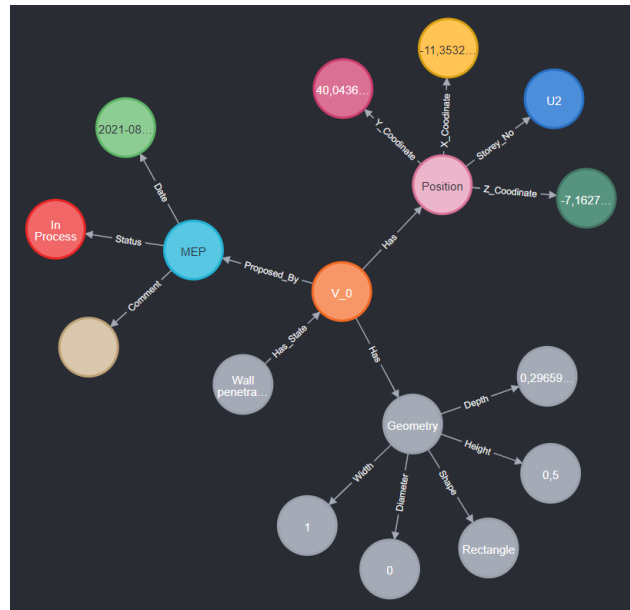 -11,3532...
40,0436...
U2
X_Coodinate
Y_Coodinate
Storey_No
2021-08...
Position
Z_Coodinate
-7,1627...
Date
In
Process
Status
MEP
Has
Proposed_By
V_0
Comment
Has_State
Has
Wall
penetra...
0,29659...
Depth
Geometry
Height
Width
Diameter
Shape
0,5
1
Rectangle
0